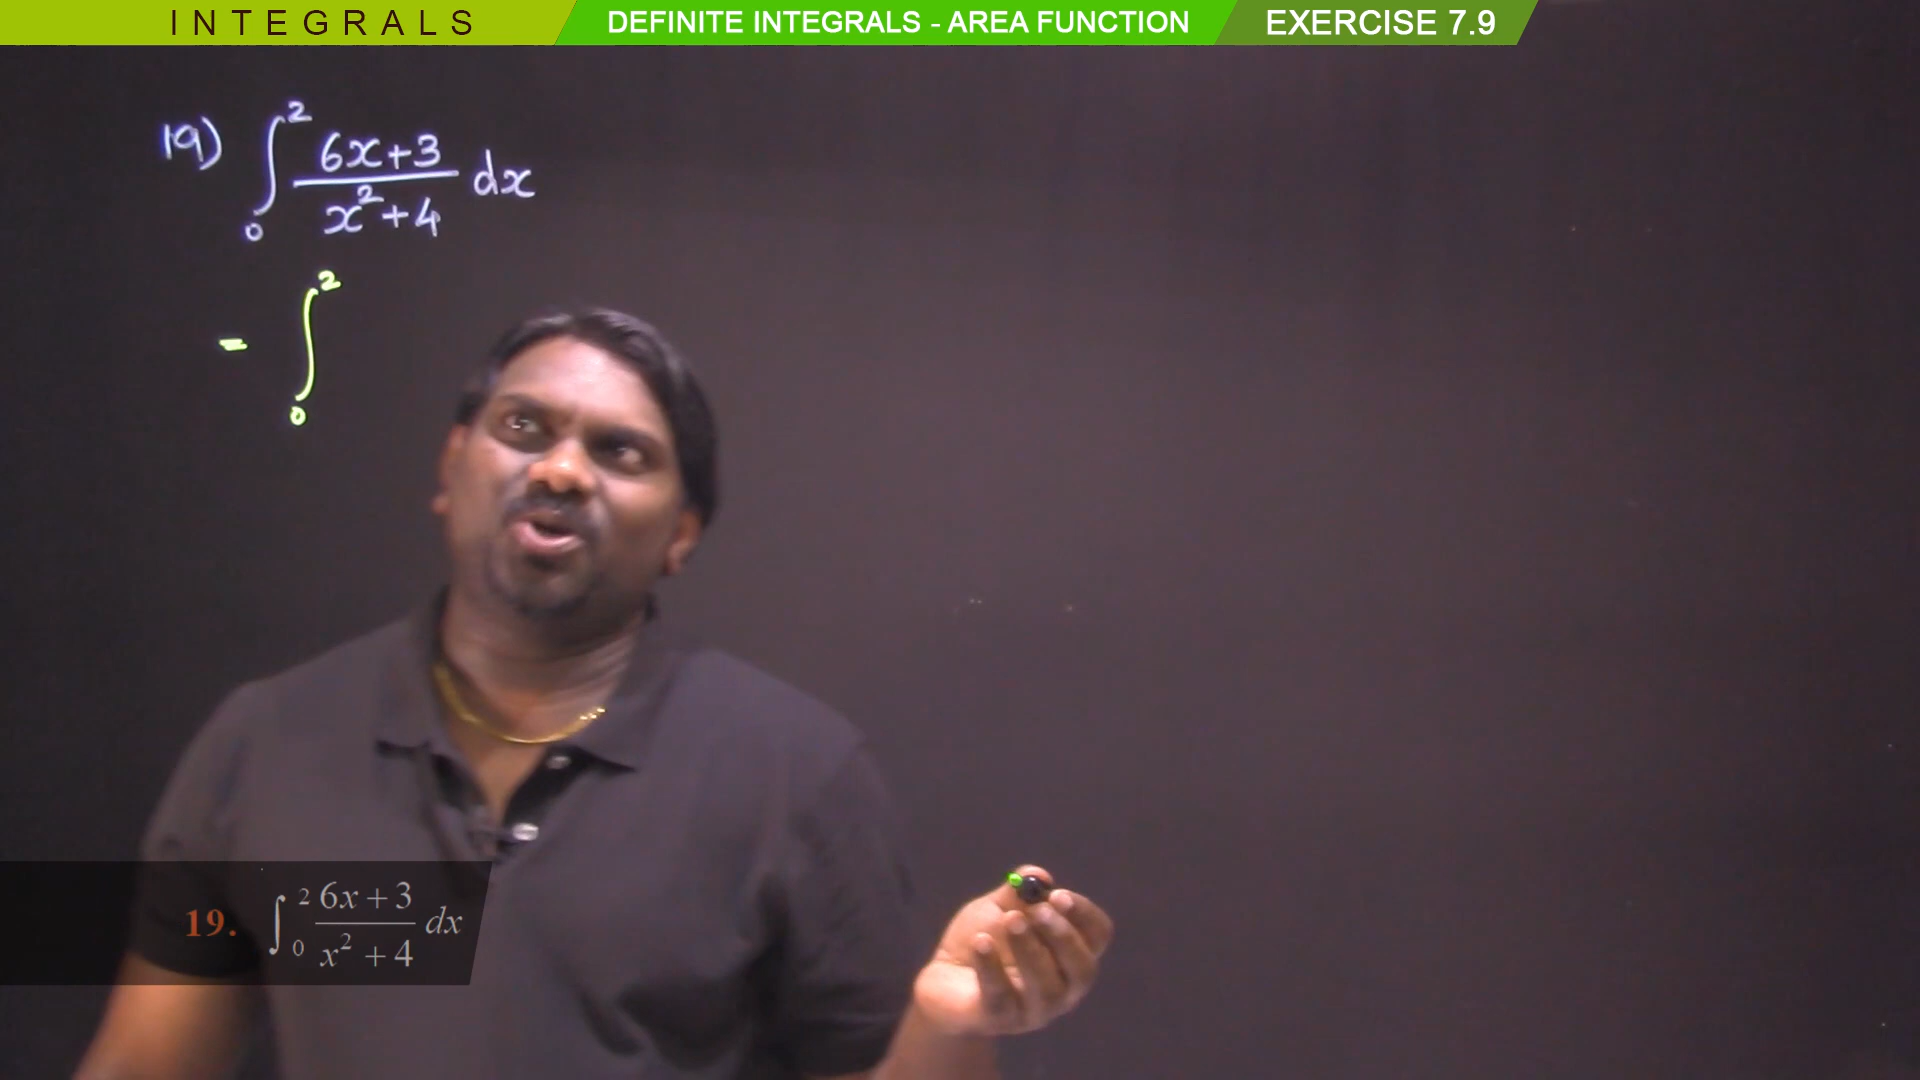 INTEGRALS
DEFINITE INTEGRALS - AREA FUNCTION
EXERCISE 7.9
19) ∫₀² (6x+3)/(x²+4) dx
= ∫₀²
19. ∫₀² (6x+3)/(x²+4) dx